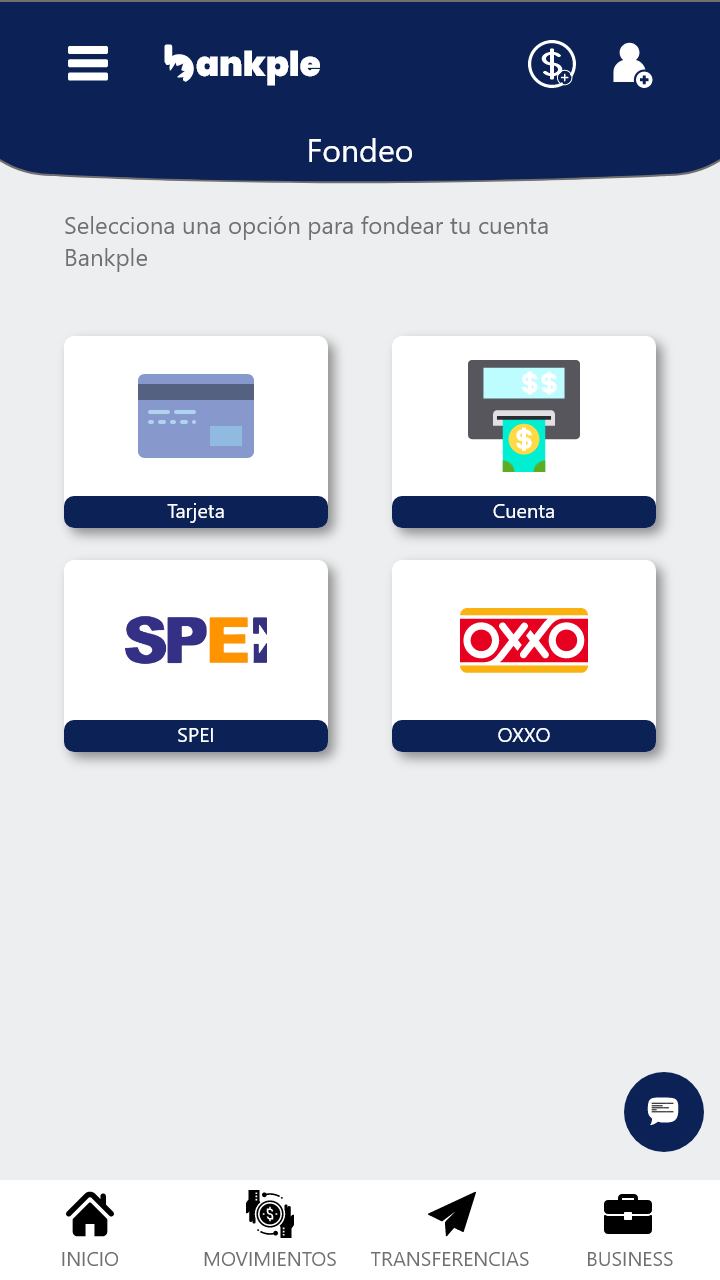 bankple
Fondeo
Selecciona una opción para fondear tu cuenta
Bankple
$$
$
Tarjeta
Cuenta
SPEI
OXXO
SPEI
OXXO
INICIO
MOVIMIENTOS
TRANSFERENCIAS
BUSINESS